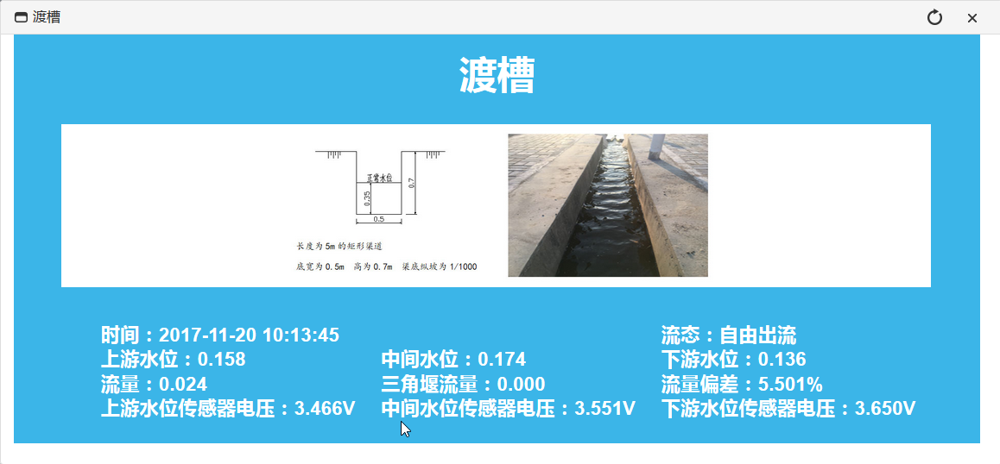 渡槽
渡槽
正常水位
0.35
0.7
0.5
长度为5m的矩形渠道
底宽为0.5m 高为0.7m 渠底纵坡为1/1000
时间：2017-11-20 10:13:45 流态：自由出流
上游水位：0.158 中间水位：0.174 下游水位：0.136
流量：0.024 三角堰流量：0.000 流量偏差：5.501%
上游水位传感器电压：3.466V 中间水位传感器电压：3.551V 下游水位传感器电压：3.650V